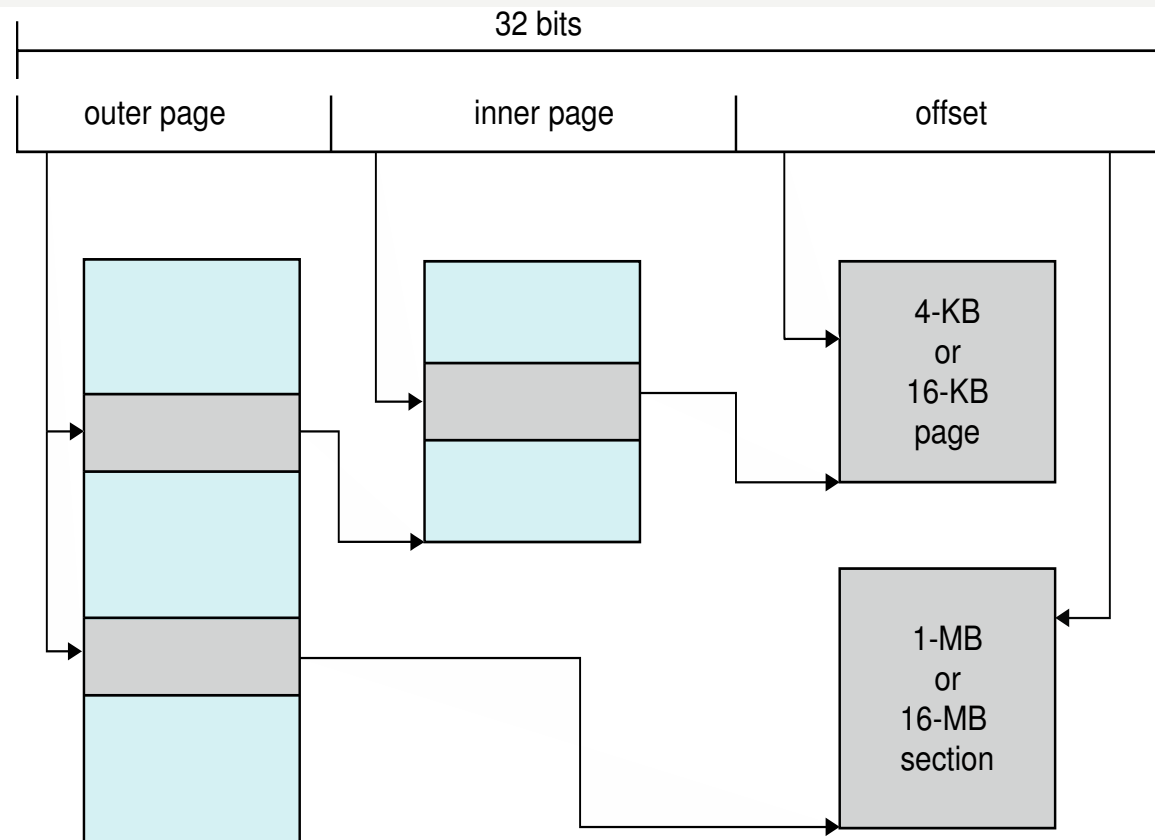 32 bits
outer page
inner page
offset
4-KB
or
16-KB
page
1-MB
or
16-MB
section